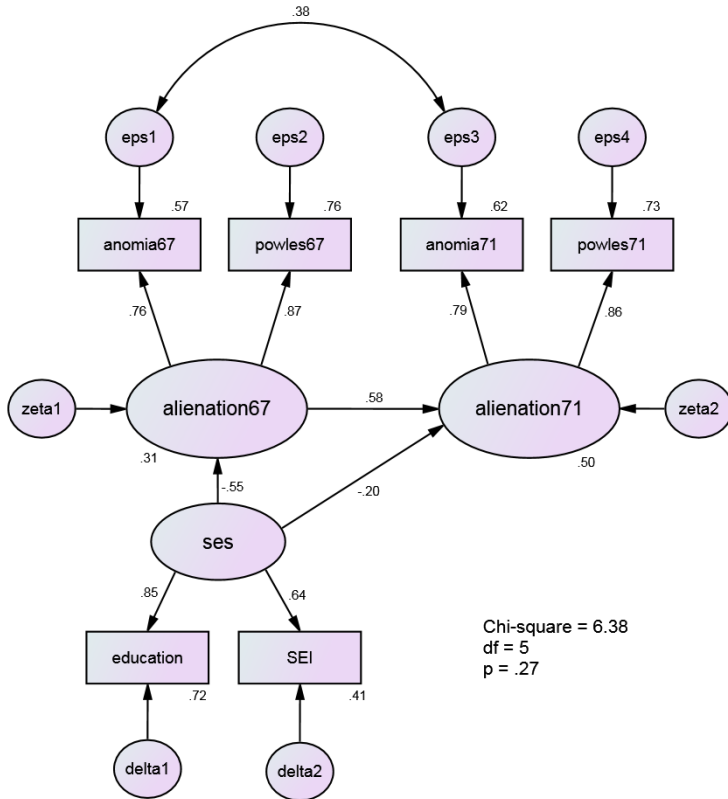 .38
eps1
eps2
eps3
eps4
.57
.76
.62
.73
anomia67
powles67
anomia71
powles71
.76
.87
.79
.86
zeta1
alienation67
.58
alienation71
zeta2
.31
.50
-.55
-.20
ses
.85
.64
education
SEI
.72
.41
Chi-square = 6.38
df = 5
p = .27
delta1
delta2